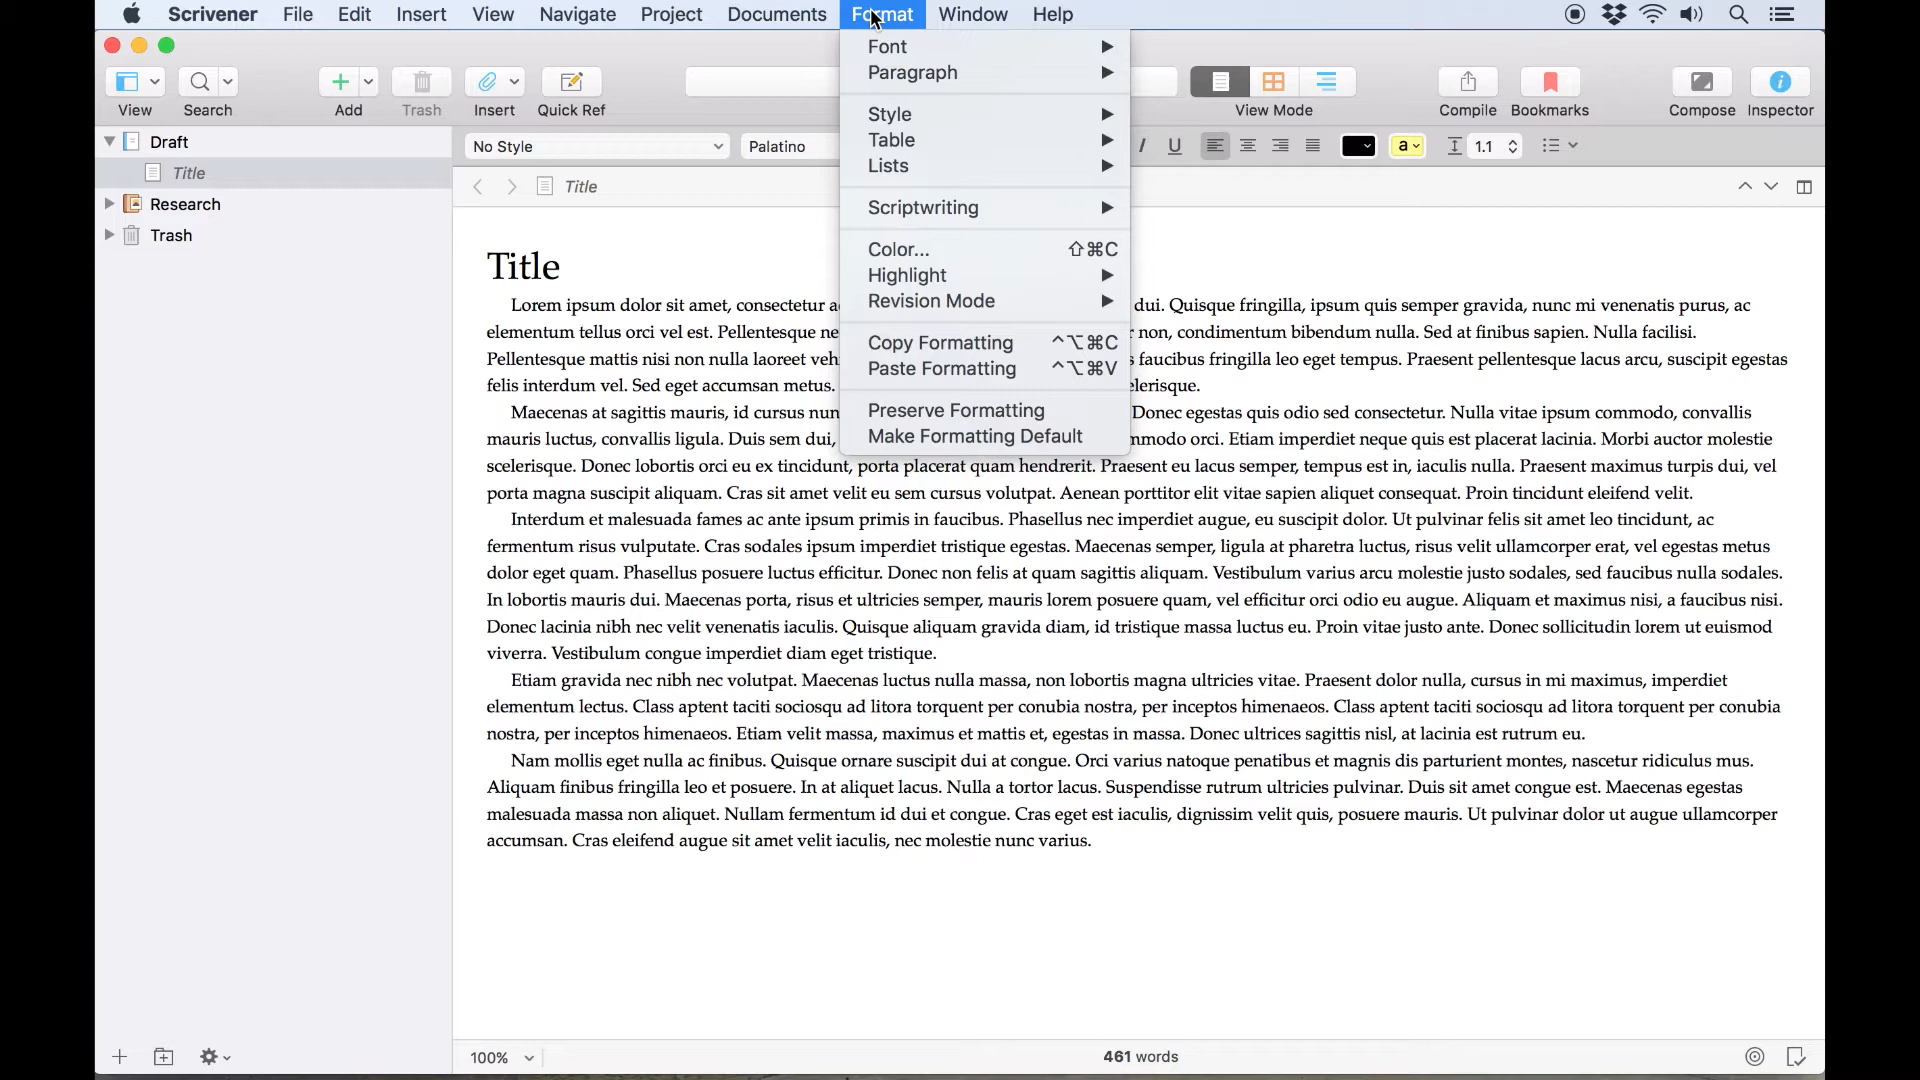 Scrivener File Edit Insert View Navigate Project Documents Format Window Help
View Search Add Trash Insert Quick Ref View Mode Compile Bookmarks Compose Inspector
Font
Paragraph
Style
Table
Lists
Scriptwriting
Color... ⇧⌘C
Highlight
Revision Mode
Copy Formatting ^⌥⌘C
Paste Formatting ^⌥⌘V
Preserve Formatting
Make Formatting Default
Draft
Title
Research
Trash
No Style Palatino I U a 1.1
Title
Title
Lorem ipsum dolor sit amet, consectetur a dui. Quisque fringilla, ipsum quis semper gravida, nunc mi venenatis purus, ac
elementum tellus orci vel est. Pellentesque ne r non, condimentum bibendum nulla. Sed at finibus sapien. Nulla facilisi.
Pellentesque mattis nisi non nulla laoreet veh s faucibus fringilla leo eget tempus. Praesent pellentesque lacus arcu, suscipit egestas
felis interdum vel. Sed eget accumsan metus. elerisque.
Maecenas at sagittis mauris, id cursus nun Donec egestas quis odio sed consectetur. Nulla vitae ipsum commodo, convallis
mauris luctus, convallis ligula. Duis sem dui, mmodo orci. Etiam imperdiet neque quis est placerat lacinia. Morbi auctor molestie
scelerisque. Donec lobortis orci eu ex tincidunt, porta placerat quam hendrerit. Praesent eu lacus semper, tempus est in, iaculis nulla. Praesent maximus turpis dui, vel
porta magna suscipit aliquam. Cras sit amet velit eu sem cursus volutpat. Aenean porttitor elit vitae sapien aliquet consequat. Proin tincidunt eleifend velit.
Interdum et malesuada fames ac ante ipsum primis in faucibus. Phasellus nec imperdiet augue, eu suscipit dolor. Ut pulvinar felis sit amet leo tincidunt, ac
fermentum risus vulputate. Cras sodales ipsum imperdiet tristique egestas. Maecenas semper, ligula at pharetra luctus, risus velit ullamcorper erat, vel egestas metus
dolor eget quam. Phasellus posuere luctus efficitur. Donec non felis at quam sagittis aliquam. Vestibulum varius arcu molestie justo sodales, sed faucibus nulla sodales.
In lobortis mauris dui. Maecenas porta, risus et ultricies semper, mauris lorem posuere quam, vel efficitur orci odio eu augue. Aliquam et maximus nisi, a faucibus nisi.
Donec lacinia nibh nec velit venenatis iaculis. Quisque aliquam gravida diam, id tristique massa luctus eu. Proin vitae justo ante. Donec sollicitudin lorem ut euismod
viverra. Vestibulum congue imperdiet diam eget tristique.
Etiam gravida nec nibh nec volutpat. Maecenas luctus nulla massa, non lobortis magna ultricies vitae. Praesent dolor nulla, cursus in mi maximus, imperdiet
elementum lectus. Class aptent taciti sociosqu ad litora torquent per conubia nostra, per inceptos himenaeos. Class aptent taciti sociosqu ad litora torquent per conubia
nostra, per inceptos himenaeos. Etiam velit massa, maximus et mattis et, egestas in massa. Donec ultrices sagittis nisl, at lacinia est rutrum eu.
Nam mollis eget nulla ac finibus. Quisque ornare suscipit dui at congue. Orci varius natoque penatibus et magnis dis parturient montes, nascetur ridiculus mus.
Aliquam finibus fringilla leo et posuere. In at aliquet lacus. Nulla a tortor lacus. Suspendisse rutrum ultricies pulvinar. Duis sit amet congue est. Maecenas egestas
malesuada massa non aliquet. Nullam fermentum id dui et congue. Cras eget est iaculis, dignissim velit quis, posuere mauris. Ut pulvinar dolor ut augue ullamcorper
accumsan. Cras eleifend augue sit amet velit iaculis, nec molestie nunc varius.
100% 461 words